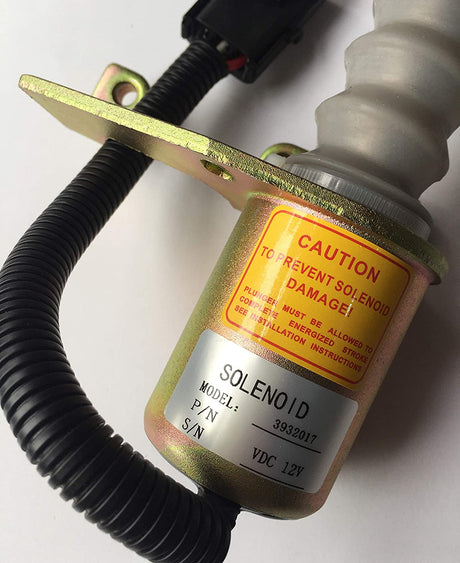 CAUTION
TO PREVENT SOLENOID
DAMAGE!
PLUNGER MUST BE ALLOWED TO
COMPLETE ENERGIZED STROKE
SEE INSTALLATION INSTRUCTIONS.
SOLENOID
MODEL: 3932017
P/N
S/N VDC 12V